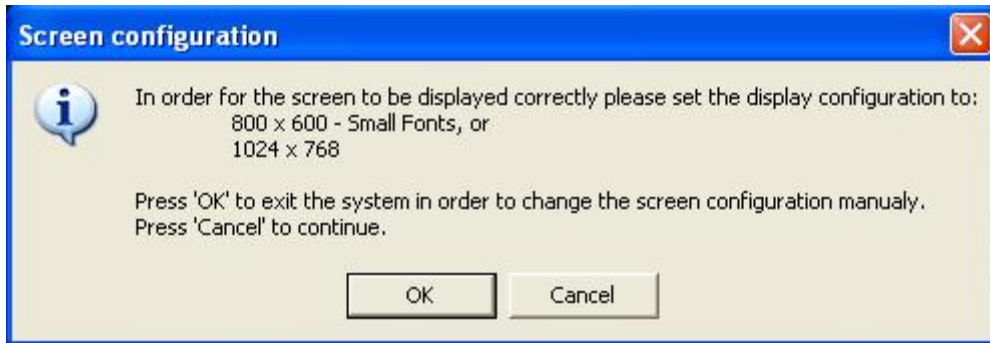 Screen configuration
In order for the screen to be displayed correctly please set the display configuration to:
800 x 600 - Small Fonts, or
1024 x 768
Press 'OK' to exit the system in order to change the screen configuration manualy.
Press 'Cancel' to continue.
OK
Cancel